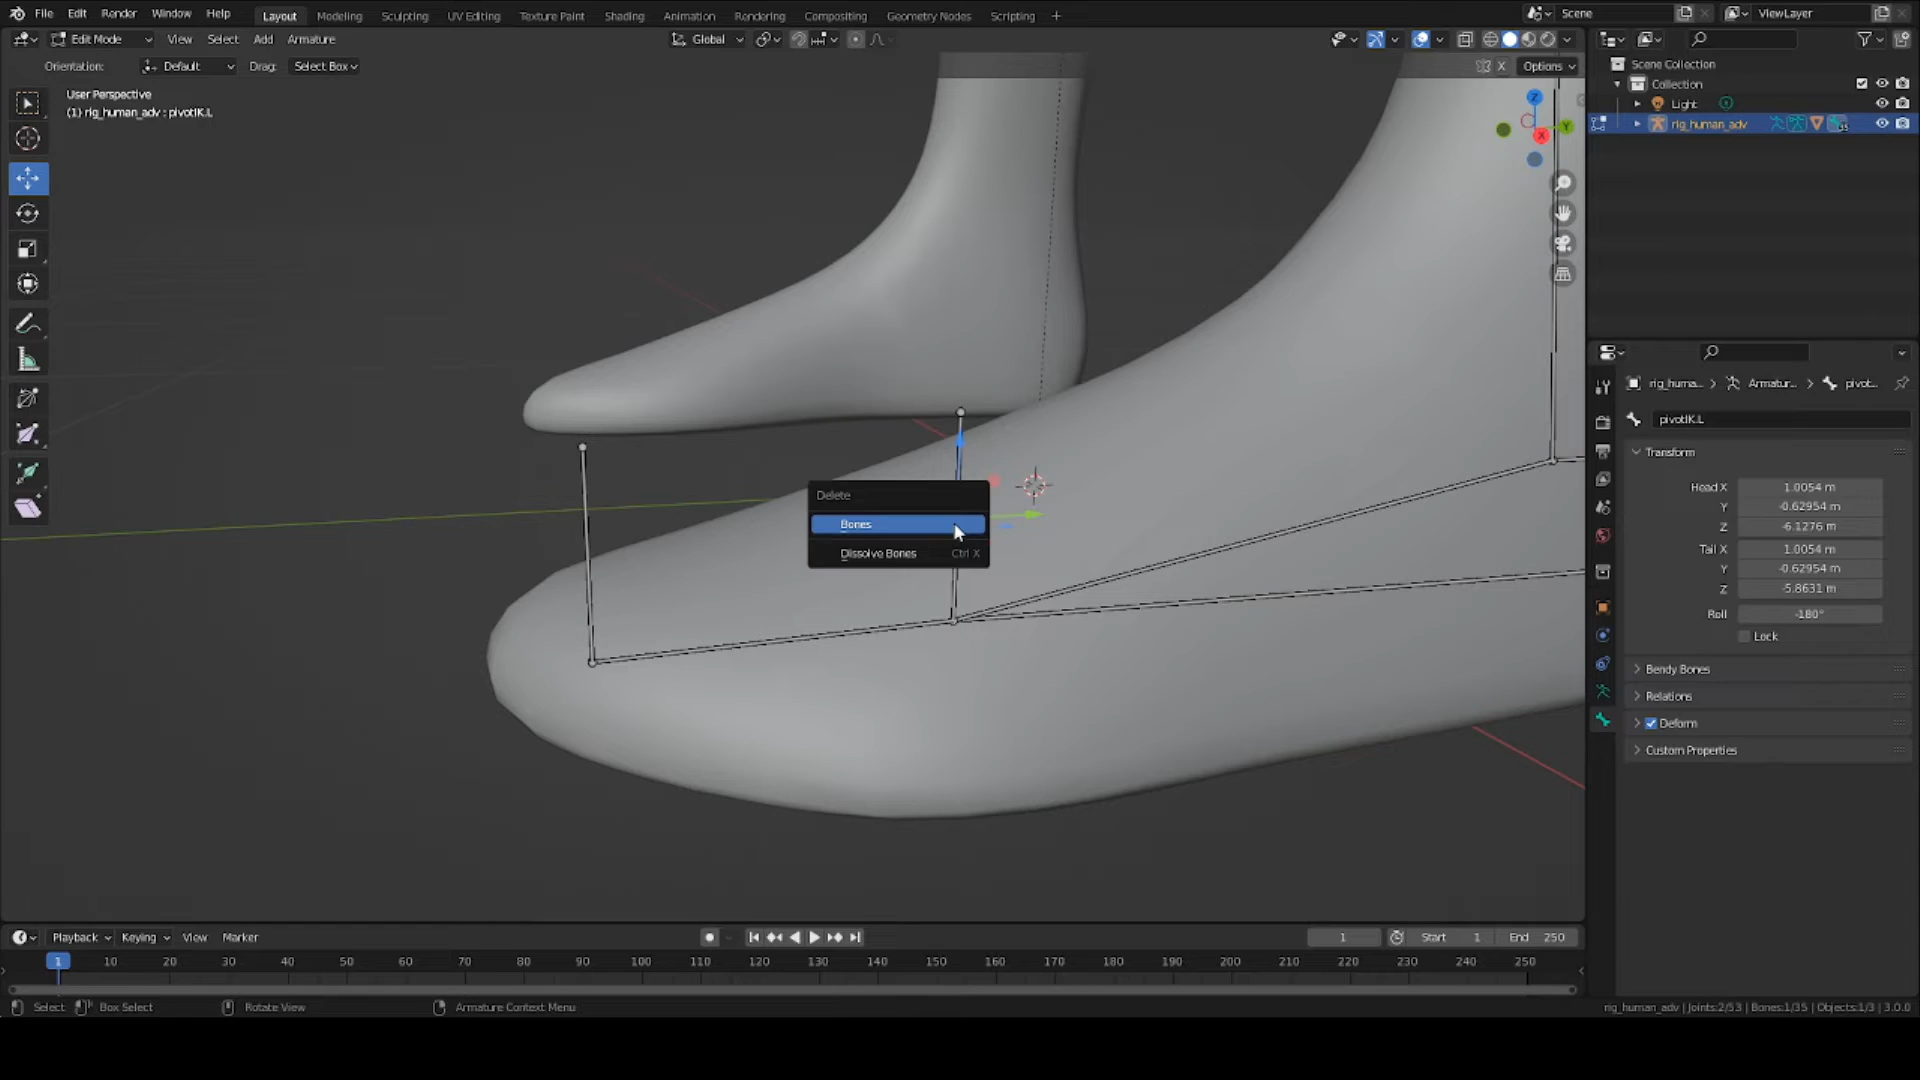 File Edit Render Window Help Layout Modeling Sculpting UV Editing Texture Paint Shading Animation Rendering Compositing Geometry Nodes Scripting + Scene ViewLayer
Edit Mode View Select Add Armature Global
Orientation: Default Drag: Select Box X Options
User Perspective
(1) rig_human_adv : pivotIK.L
Scene Collection
Collection
Light
rig_human_adv
Z
Y
X
Delete
Bones
Dissolve Bones Ctrl X
rig_huma... Armatur... pivot...
pivotIK.L
Transform
Head X 1.0054 m
Y -0.62954 m
Z -6.1276 m
Tail X 1.0054 m
Y -0.62954 m
Z -5.8631 m
Roll -180°
Lock
Bendy Bones
Relations
Deform
Custom Properties
Playback Keying View Marker 1 Start 1 End 250
1 10 20 30 40 50 60 70 80 90 100 110 120 130 140 150 160 170 180 190 200 210 220 230 240 250
Select Box Select Rotate View Armature Context Menu rig_human_adv | Joints:2/53 | Bones:1/35 | Objects:1/3 | 3.0.0